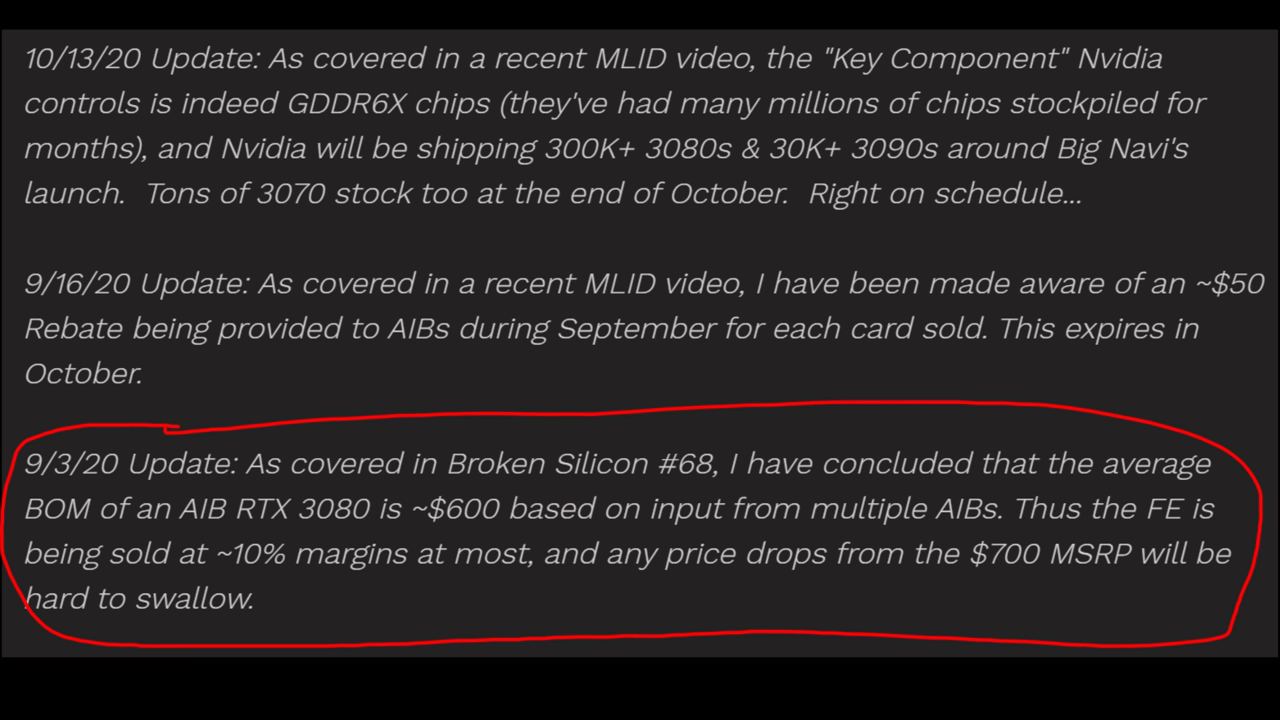 10/13/20 Update: As covered in a recent MLID video, the "Key Component" Nvidia
controls is indeed GDDR6X chips (they've had many millions of chips stockpiled for
months), and Nvidia will be shipping 300K+ 3080s & 30K+ 3090s around Big Navi's
launch.  Tons of 3070 stock too at the end of October.  Right on schedule...
9/16/20 Update: As covered in a recent MLID video, I have been made aware of an ~$50
Rebate being provided to AIBs during September for each card sold. This expires in
October.
9/3/20 Update: As covered in Broken Silicon #68, I have concluded that the average
BOM of an AIB RTX 3080 is ~$600 based on input from multiple AIBs. Thus the FE is
being sold at ~10% margins at most, and any price drops from the $700 MSRP will be
hard to swallow.